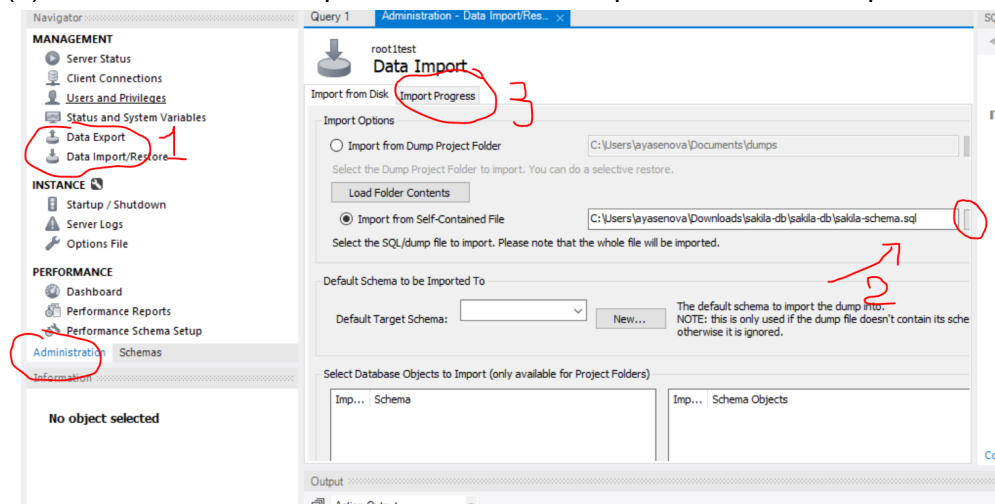 Navigator
MANAGEMENT
Server Status
Client Connections
Users and Privileges
Status and System Variables
Data Export
1
Data Import/Restore
INSTANCE
Startup / Shutdown
Server Logs
Options File
PERFORMANCE
Dashboard
Performance Reports
Performance Schema Setup
Administration Schemas
Information
No object selected
Query 1 Administration - Data Import/Res...
root1test
Data Import
Import from Disk Import Progress
3
Import Options
Import from Dump Project Folder C:\Users\ayasenova\Documents\dumps
Select the Dump Project Folder to import. You can do a selective restore.
Load Folder Contents
Import from Self-Contained File C:\Users\ayasenova\Downloads\sakila-db\sakila-db\sakila-schema.sql
Select the SQL/dump file to import. Please note that the whole file will be imported.
2
Default Schema to be Imported To
Default Target Schema: New... The default schema to import the dump into.
NOTE: this is only used if the dump file doesn't contain its sche
otherwise it is ignored.
Select Database Objects to Import (only available for Project Folders)
Imp... Schema Imp... Schema Objects
Output